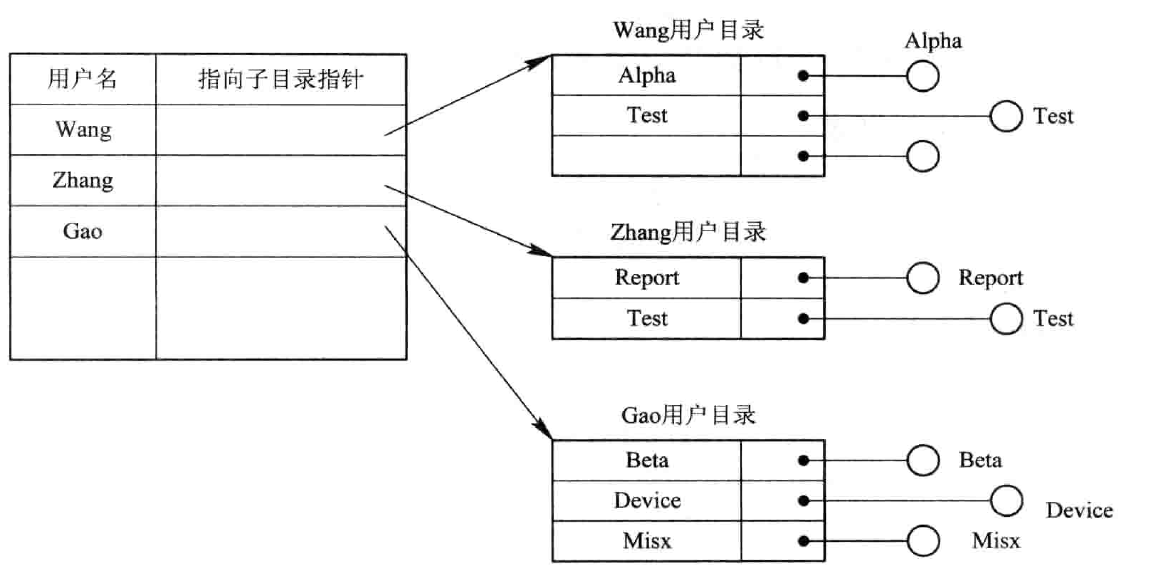 用户名 指向子目录指针
Wang
Zhang
Gao
Wang用户目录
Alpha Alpha
Test Test
Zhang用户目录
Report Report
Test Test
Gao用户目录
Beta Beta
Device Device
Misx Misx